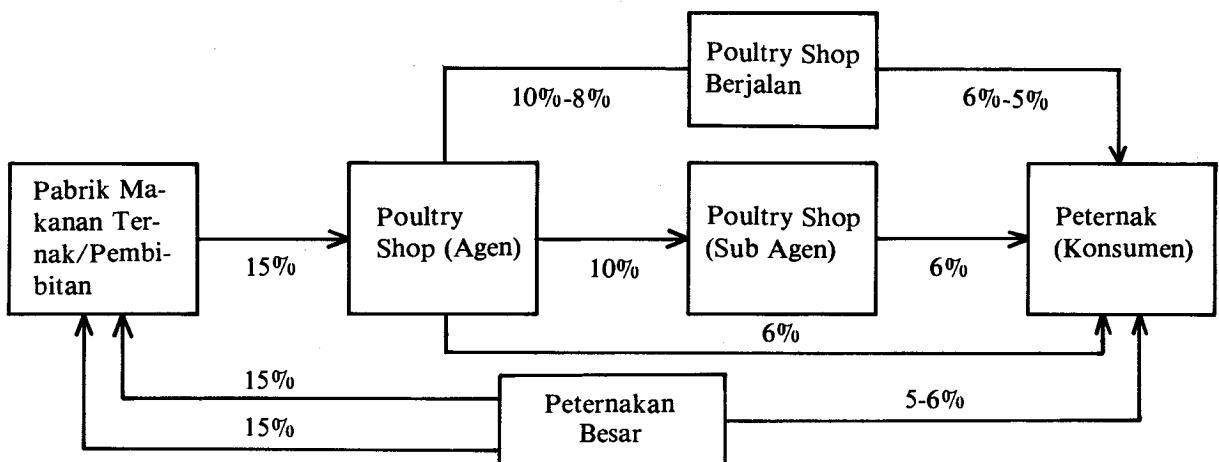 Poultry Shop
Berjalan
10%-8%
6%-5%
Pabrik Ma-
kanan Ter-
nak/Pembi-
bitan
15%
Poultry
Shop (Agen)
10%
Poultry Shop
(Sub Agen)
6%
Peternak
(Konsumen)
6%
15%
15%
Peternakan
Besar
5-6%